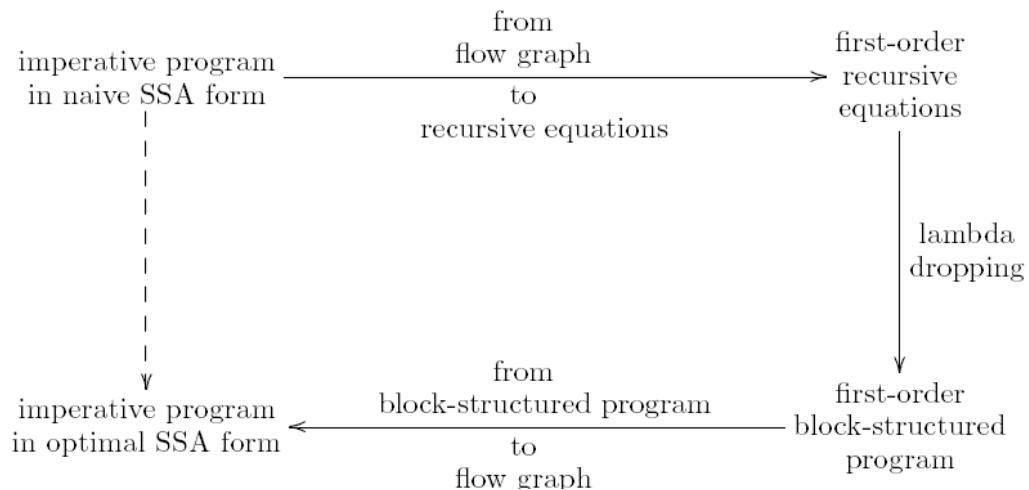 from
flow graph
to
recursive equations
imperative program
in naive SSA form
first-order
recursive
equations
lambda
dropping
imperative program
in optimal SSA form
from
block-structured program
to
flow graph
first-order
block-structured
program